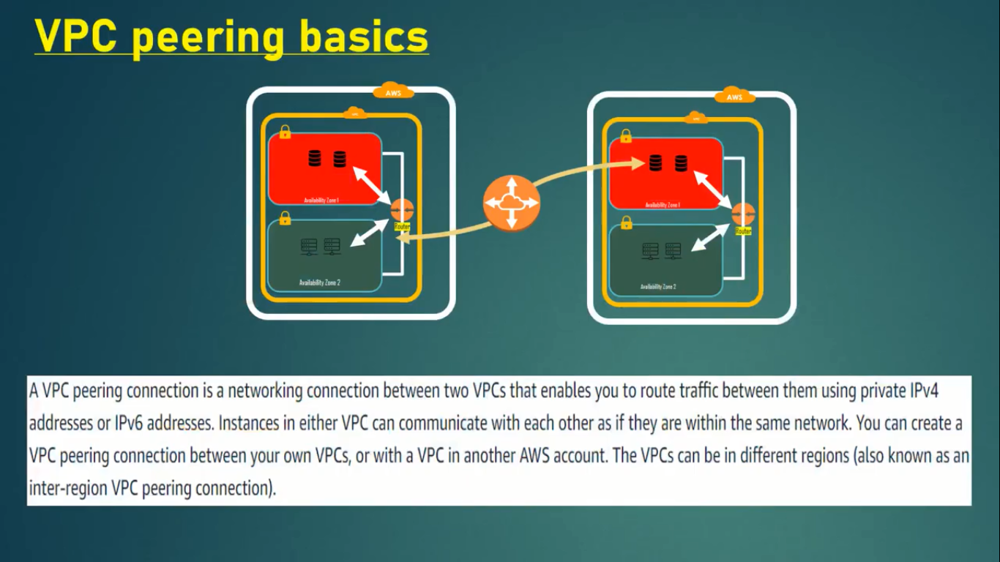 VPC peering basics
AWS
AWS
Availability Zone 1
Router
Availability Zone 2
Availability Zone 1
Router
Availability Zone 2
A VPC peering connection is a networking connection between two VPCs that enables you to route traffic between them using private IPv4
addresses or IPv6 addresses. Instances in either VPC can communicate with each other as if they are within the same network. You can create a
VPC peering connection between your own VPCs, or with a VPC in another AWS account. The VPCs can be in different regions (also known as an
inter-region VPC peering connection).